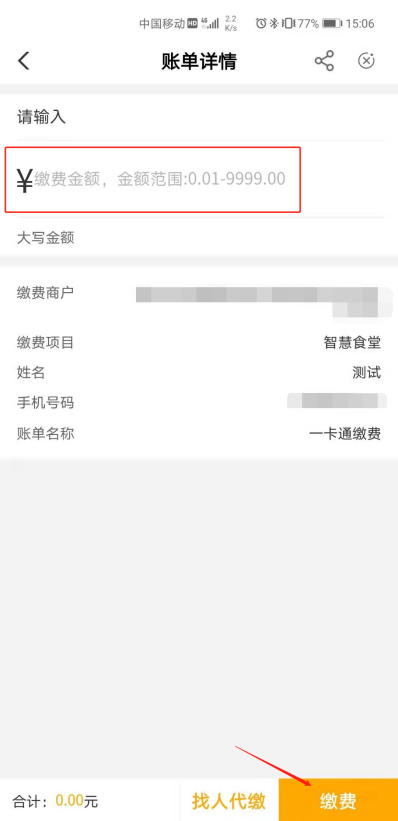 中国移动 HD 46 2.2 K/s 77% 15:06
账单详情
请输入
¥缴费金额，金额范围:0.01-9999.00
大写金额
缴费商户
缴费项目 智慧食堂
姓名 测试
手机号码
账单名称 一卡通缴费
合计：0.00元 找人代缴 缴费